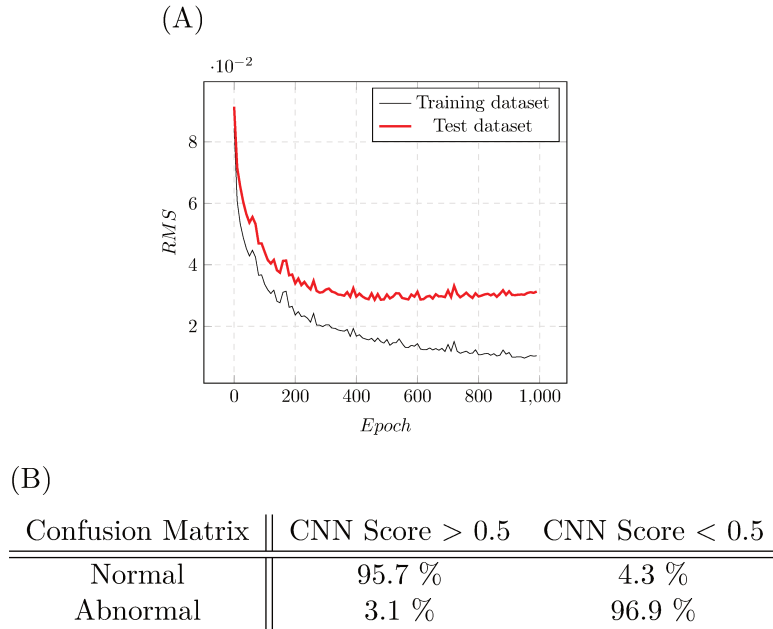 (A)
·10⁻²
Training dataset
Test dataset
8
6
4
2
RMS
0 200 400 600 800 1,000
Epoch
(B)
Confusion Matrix CNN Score > 0.5 CNN Score < 0.5
Normal 95.7 % 4.3 %
Abnormal 3.1 % 96.9 %